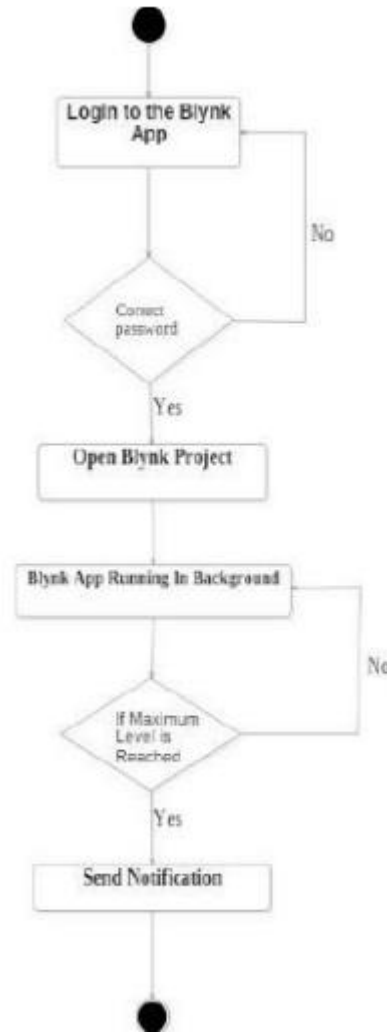 Login to the Blynk
App
No
Correct
password
Yes
Open Blynk Project
Blynk App Running In Background
No
If Maximum
Level is
Reached
Yes
Send Notification